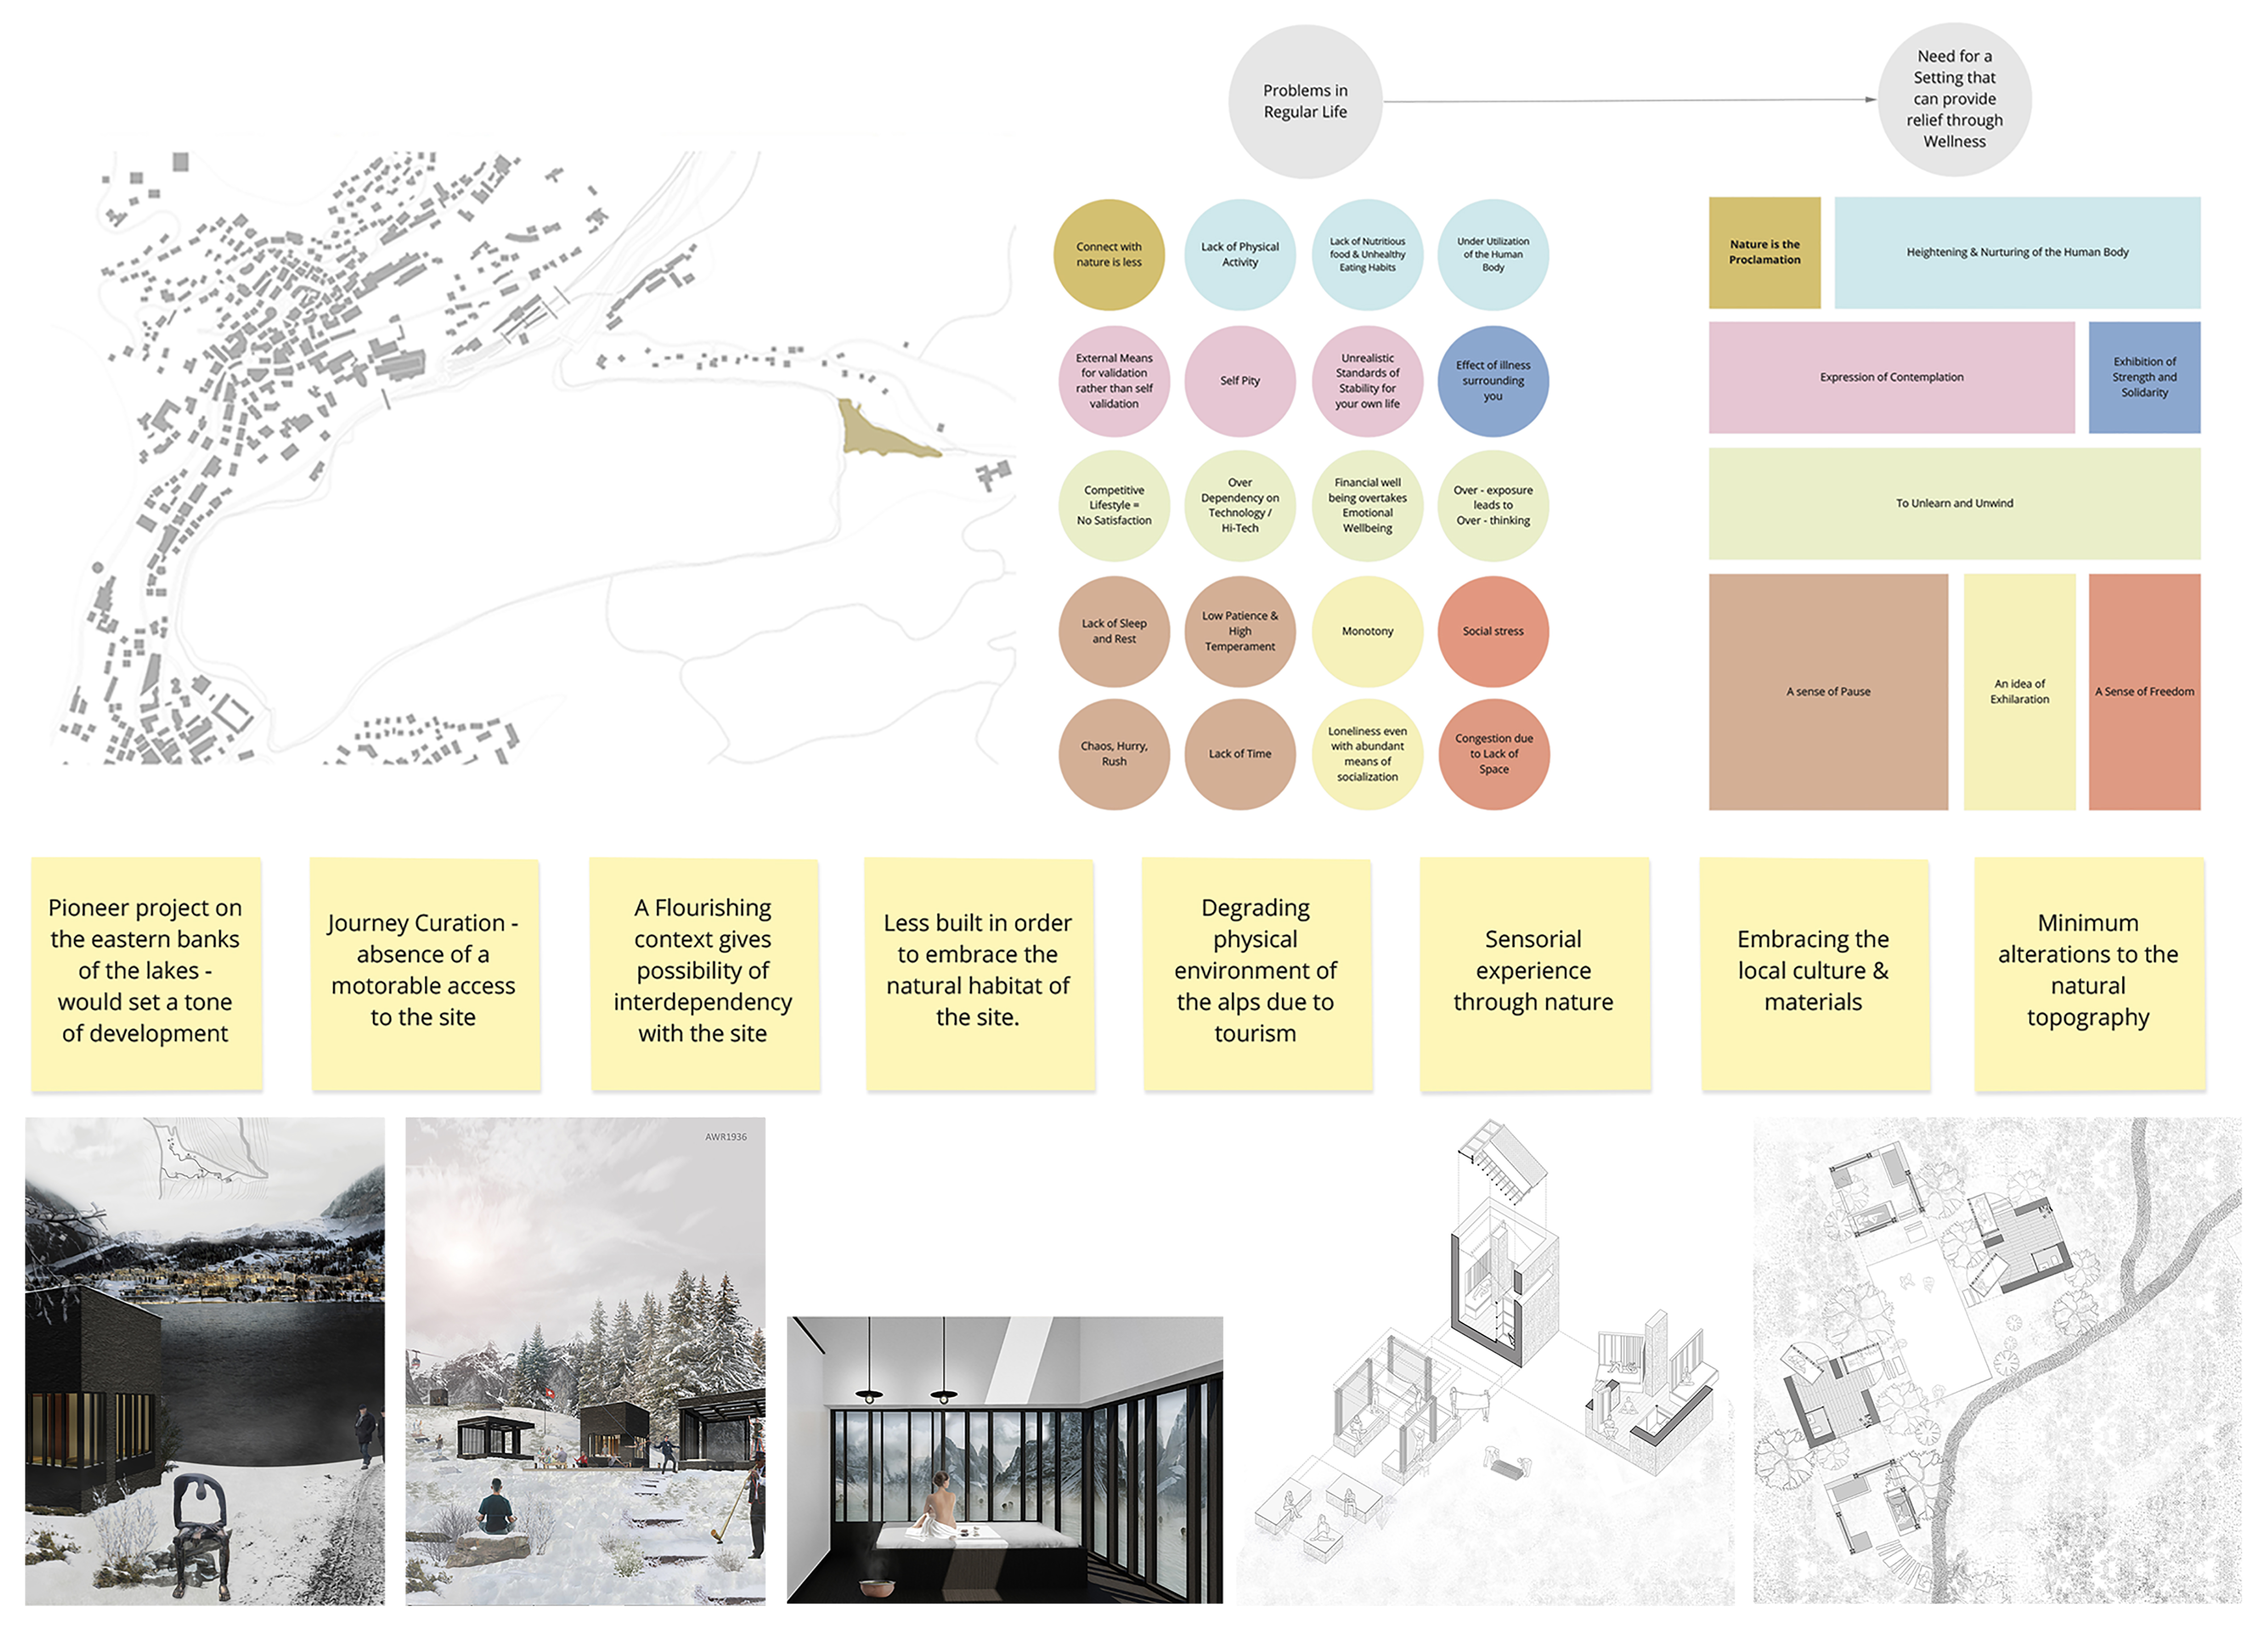 Problems in
Regular Life
Need for a
Setting that
can provide
relief through
Wellness
Connect with
nature is less
Lack of Physical
Activity
Lack of Nutritious
food & Unhealthy
Eating Habits
Under Utilization
of the Human
Body
Nature is the
Proclamation
Heightening & Nurturing of the Human Body
External Means
for validation
rather than self
validation
Self Pity
Unrealistic
Standards of
Stability for
your own life
Effect of illness
surrounding
you
Expression of Contemplation
Exhibition of
Strength and
Solidarity
Competitive
Lifestyle =
No Satisfaction
Over
Dependency on
Technology /
Hi-Tech
Financial well
being overtakes
Emotional
Wellbeing
Over - exposure
leads to
Over - thinking
To Unlearn and Unwind
Lack of Sleep
and Rest
Low Patience &
High
Temperament
Monotony
Social stress
A sense of Pause
An idea of
Exhilaration
A Sense of Freedom
Chaos, Hurry,
Rush
Lack of Time
Loneliness even
with abundant
means of
socialization
Congestion due
to Lack of
Space
Pioneer project on
the eastern banks
of the lakes -
would set a tone
of development
Journey Curation -
absence of a
motorable access
to the site
A Flourishing
context gives
possibility of
interdependency
with the site
Less built in order
to embrace the
natural habitat of
the site.
Degrading
physical
environment of
the alps due to
tourism
Sensorial
experience
through nature
Embracing the
local culture &
materials
Minimum
alterations to the
natural
topography
AWR1936